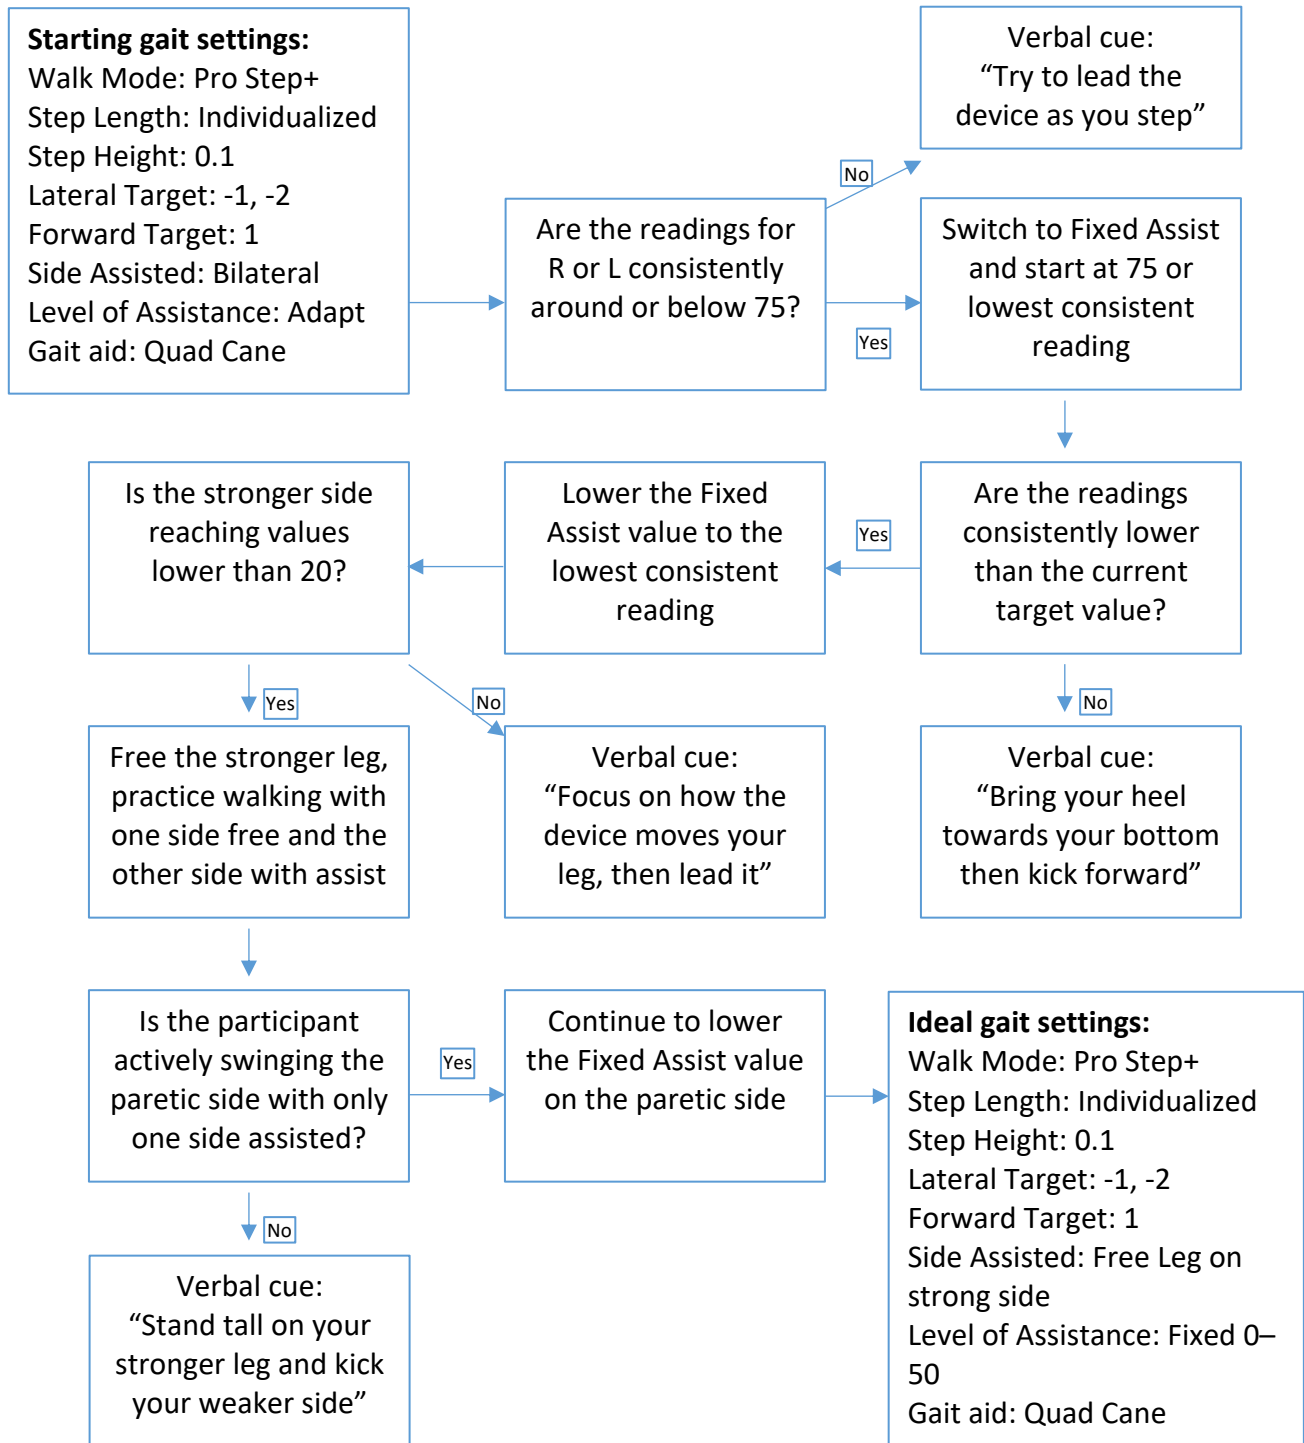 Starting gait settings:
Walk Mode: Pro Step+
Step Length: Individualized
Step Height: 0.1
Lateral Target: -1, -2
Forward Target: 1
Side Assisted: Bilateral
Level of Assistance: Adapt
Gait aid: Quad Cane
Are the readings for
R or L consistently
around or below 75?
No
Verbal cue:
“Try to lead the
device as you step”
Yes
Switch to Fixed Assist
and start at 75 or
lowest consistent
reading
Are the readings
consistently lower
than the current
target value?
No
Verbal cue:
“Bring your heel
towards your bottom
then kick forward”
Yes
Lower the Fixed
Assist value to the
lowest consistent
reading
Is the stronger side
reaching values
lower than 20?
No
Verbal cue:
“Focus on how the
device moves your
leg, then lead it”
Yes
Free the stronger leg,
practice walking with
one side free and the
other side with assist
Is the participant
actively swinging the
paretic side with only
one side assisted?
No
Verbal cue:
“Stand tall on your
stronger leg and kick
your weaker side”
Yes
Continue to lower
the Fixed Assist value
on the paretic side
Ideal gait settings:
Walk Mode: Pro Step+
Step Length: Individualized
Step Height: 0.1
Lateral Target: -1, -2
Forward Target: 1
Side Assisted: Free Leg on
strong side
Level of Assistance: Fixed 0–
50
Gait aid: Quad Cane